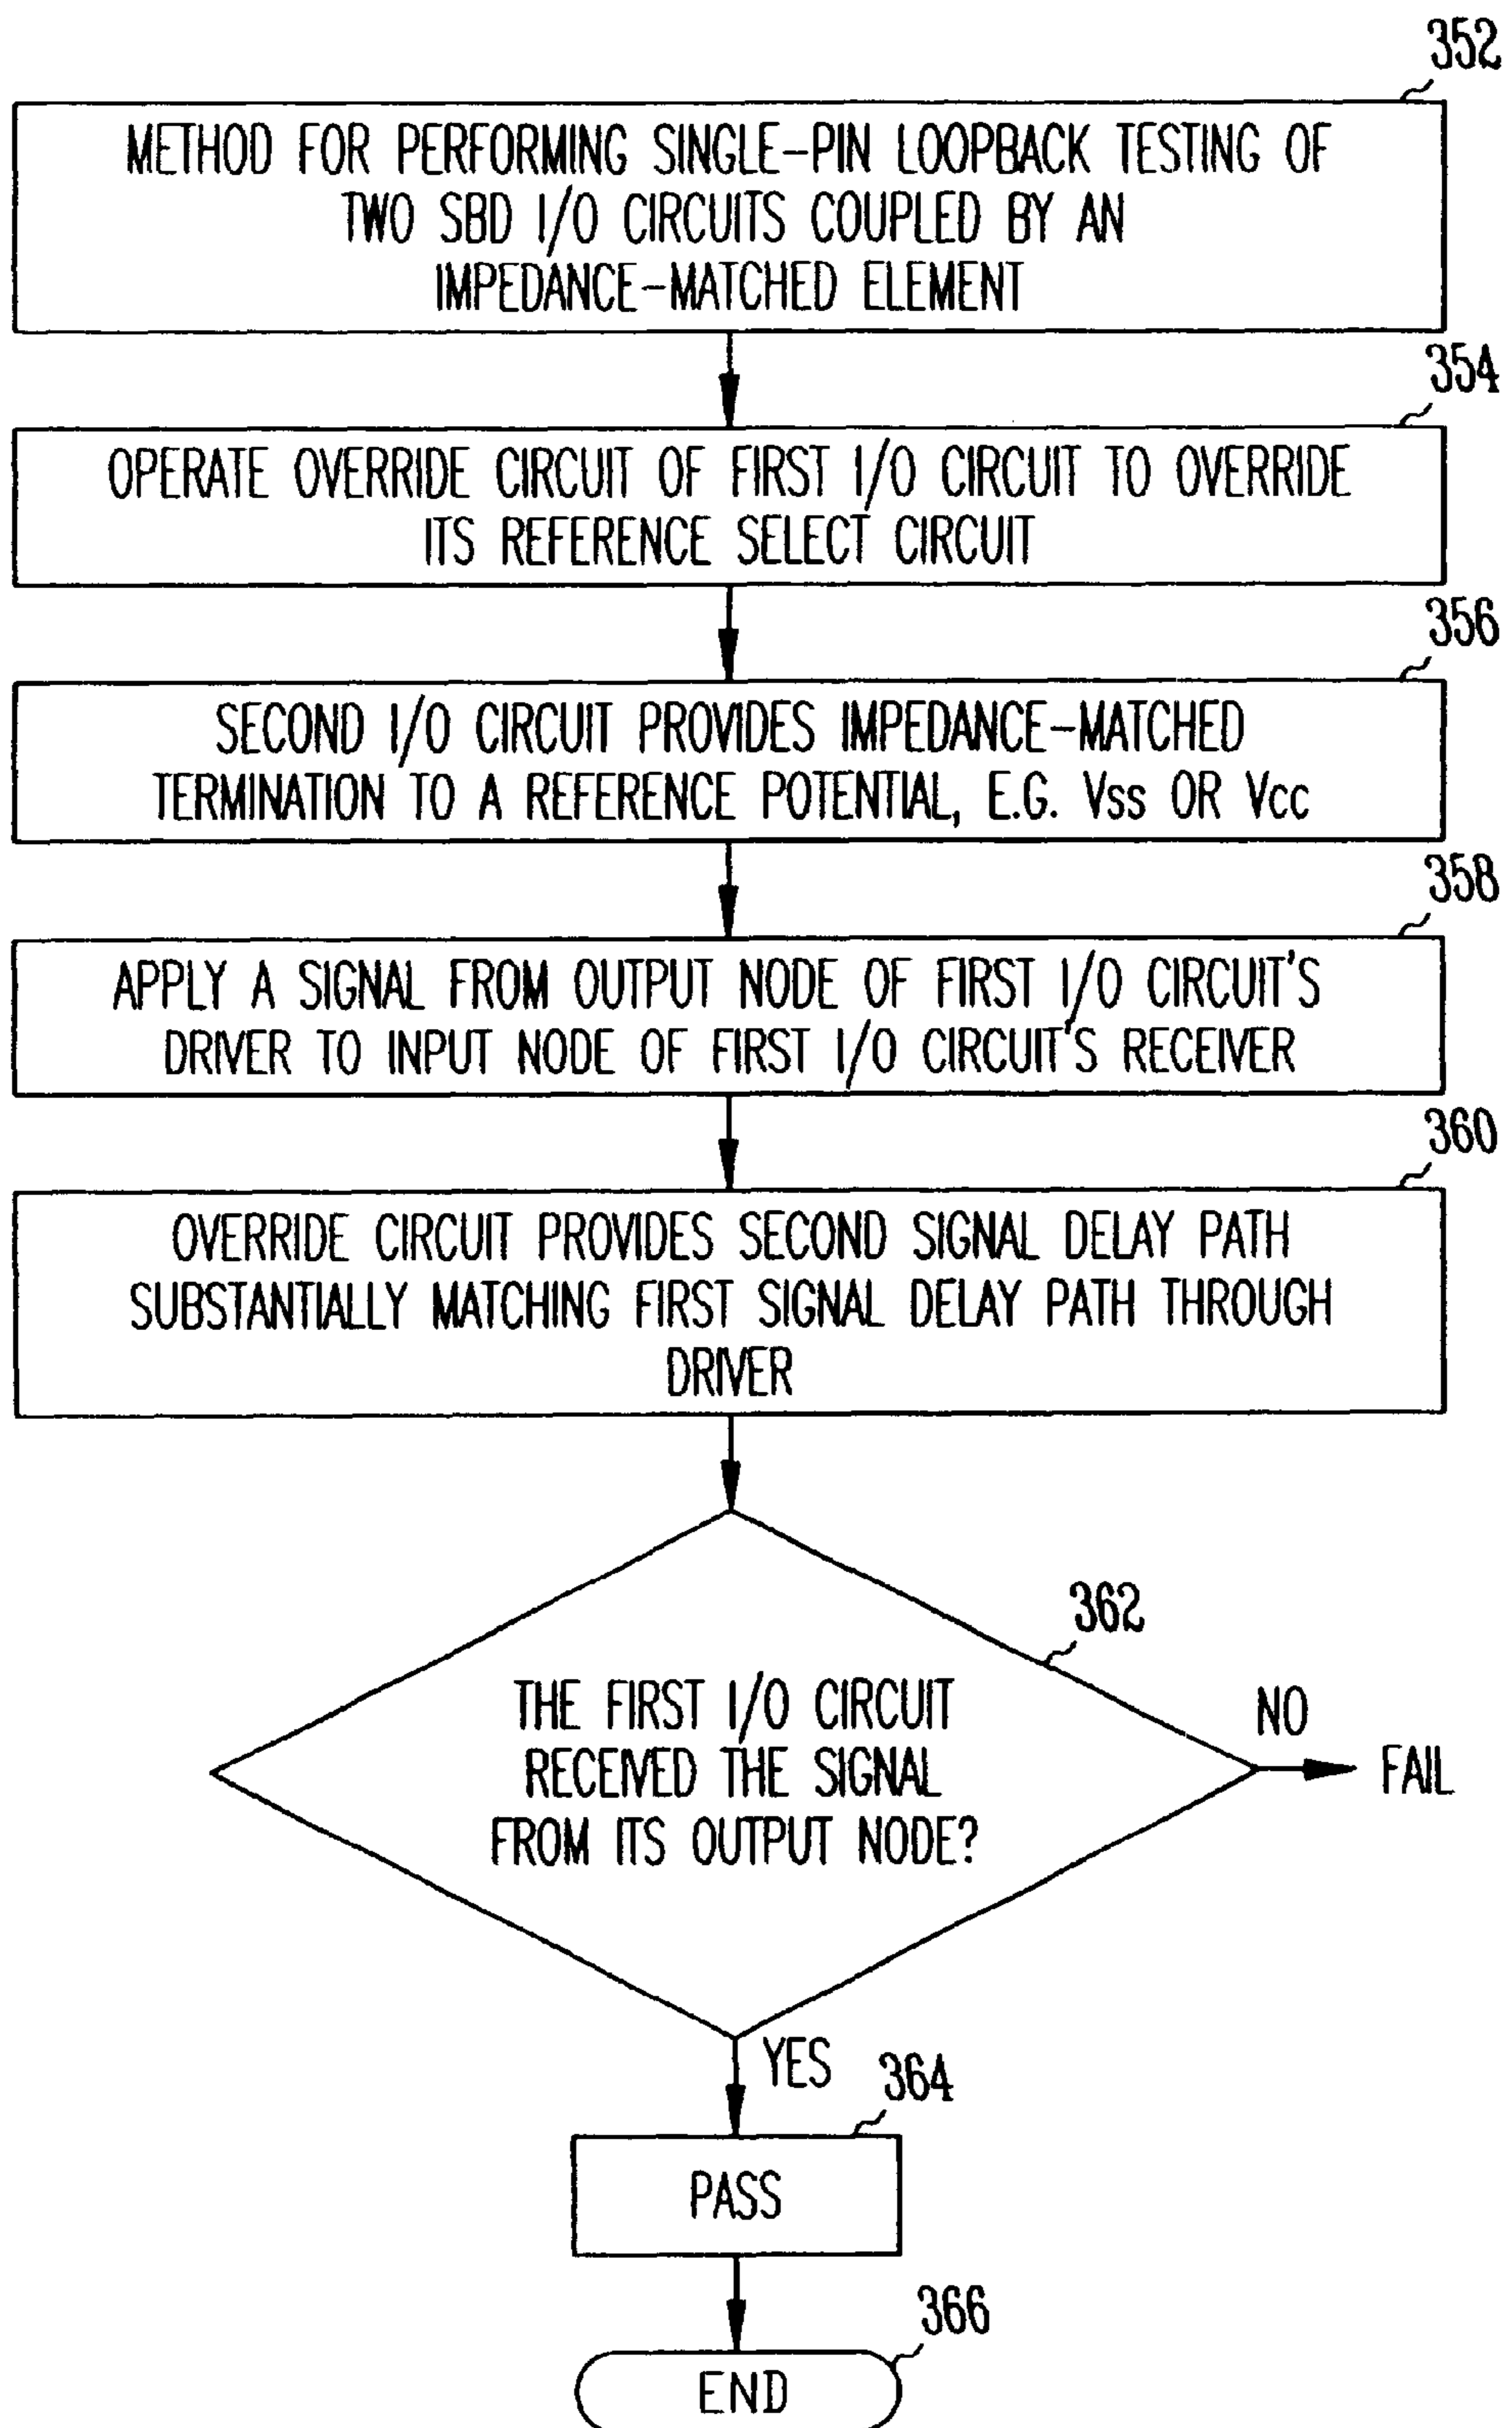 352
METHOD FOR PERFORMING SINGLE-PIN LOOPBACK TESTING OF
TWO SBD I/O CIRCUITS COUPLED BY AN
IMPEDANCE-MATCHED ELEMENT
354
OPERATE OVERRIDE CIRCUIT OF FIRST I/O CIRCUIT TO OVERRIDE
ITS REFERENCE SELECT CIRCUIT
356
SECOND I/O CIRCUIT PROVIDES IMPEDANCE-MATCHED
TERMINATION TO A REFERENCE POTENTIAL, E.G. Vss OR Vcc
358
APPLY A SIGNAL FROM OUTPUT NODE OF FIRST I/O CIRCUIT'S
DRIVER TO INPUT NODE OF FIRST I/O CIRCUIT'S RECEIVER
360
OVERRIDE CIRCUIT PROVIDES SECOND SIGNAL DELAY PATH
SUBSTANTIALLY MATCHING FIRST SIGNAL DELAY PATH THROUGH
DRIVER
362
THE FIRST I/O CIRCUIT
RECEIVED THE SIGNAL
FROM ITS OUTPUT NODE?
NO
FAIL
YES
364
PASS
366
END